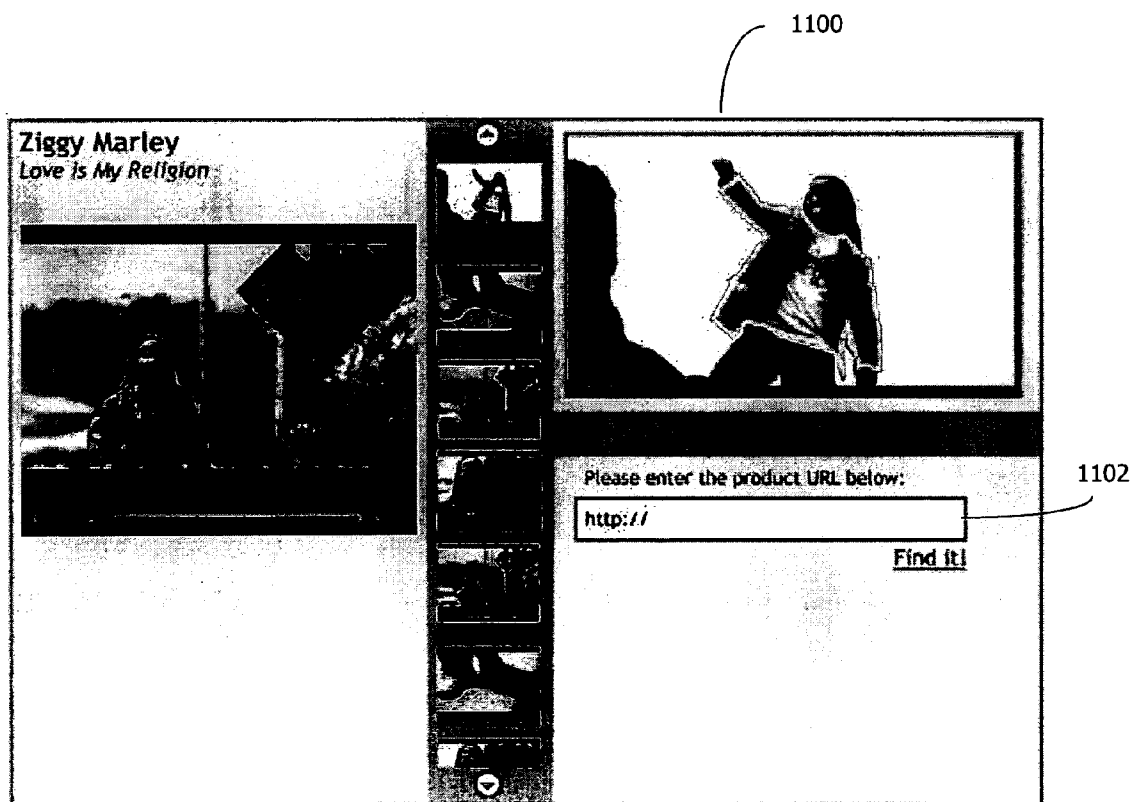 1100
Ziggy Marley
Love is My Religion
Please enter the product URL below:
1102
http://
Find it!